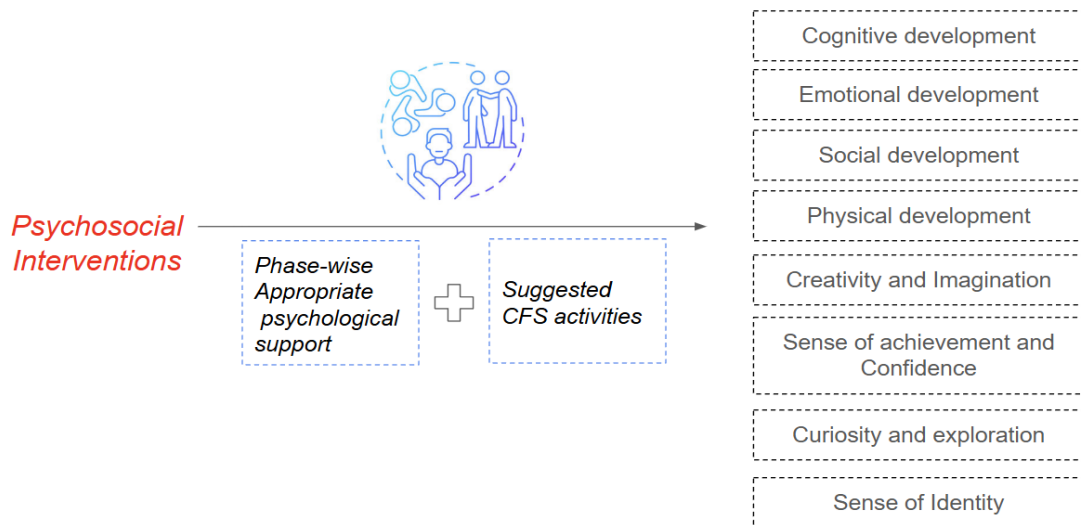 Psychosocial
Interventions
Phase-wise
Appropriate
psychological
support
Suggested
CFS activities
Cognitive development
Emotional development
Social development
Physical development
Creativity and Imagination
Sense of achievement and
Confidence
Curiosity and exploration
Sense of Identity